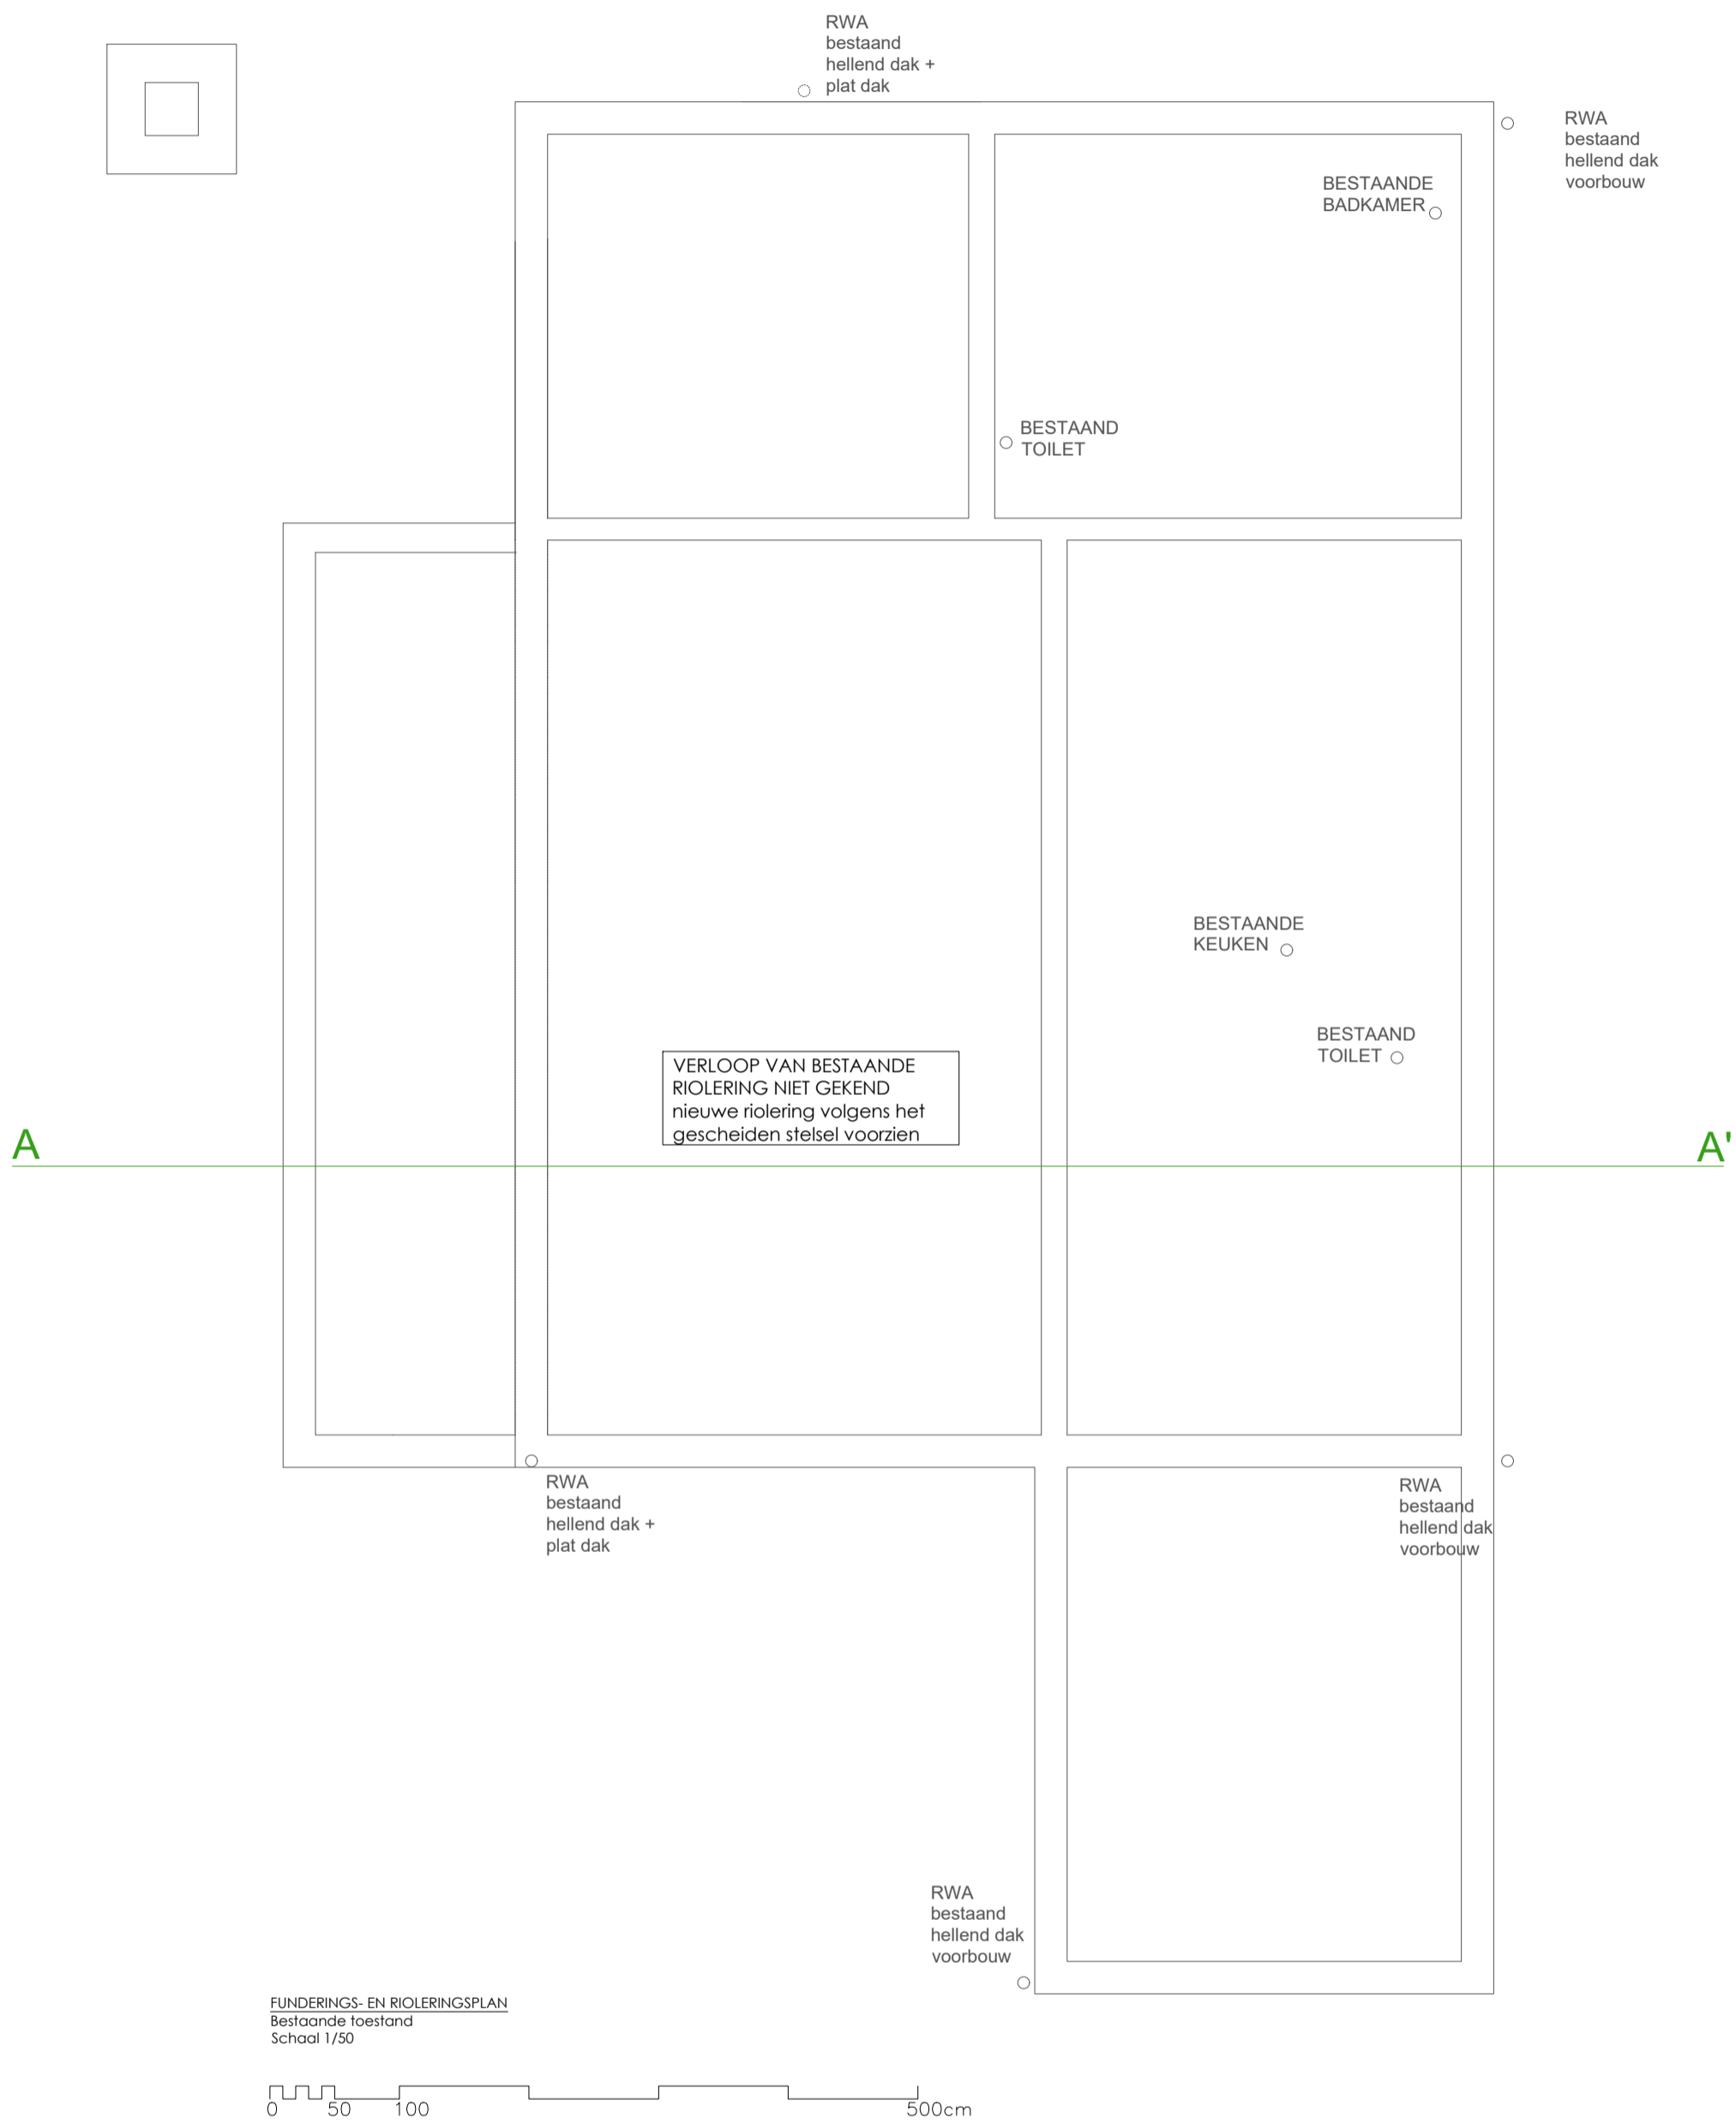 RWA
bestaand
hellend dak +
plat dak
RWA
bestaand
hellend dak
voorbouw
BESTAANDE
BADKAMER
BESTAAND
TOILET
BESTAANDE
KEUKEN
BESTAAND
TOILET
VERLOOP VAN BESTAANDE
RIOLERING NIET GEKEND
nieuwe riolering volgens het
gescheiden stelsel voorzien
A
A'
RWA
bestaand
hellend dak +
plat dak
RWA
bestaand
hellend dak
voorbouw
RWA
bestaand
hellend dak
voorbouw
FUNDERINGS- EN RIOLERINGSPLAN
Bestaande toestand
Schaal 1/50
0 50 100 500cm